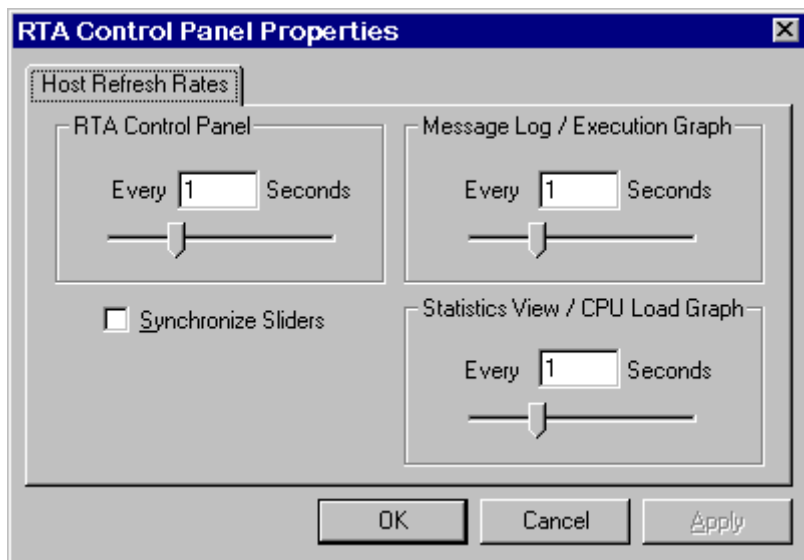 RTA Control Panel Properties
Host Refresh Rates
RTA Control Panel
Every 1 Seconds
Message Log / Execution Graph
Every 1 Seconds
Synchronize Sliders
Statistics View / CPU Load Graph
Every 1 Seconds
OK Cancel Apply